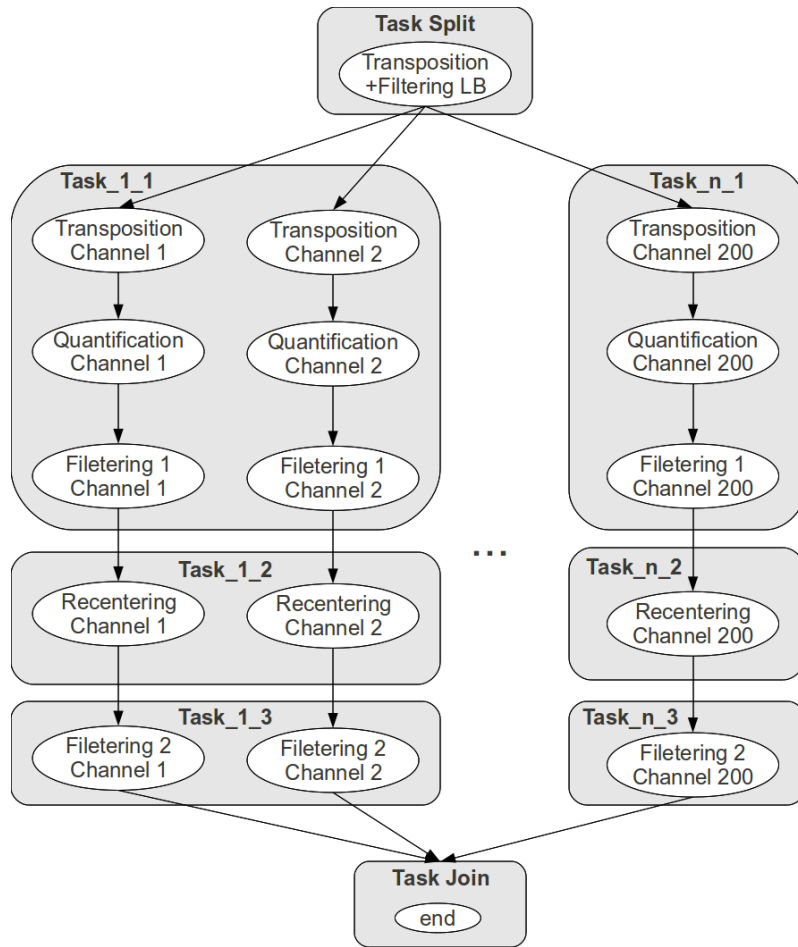 Task Split
Transposition
+Filtering LB
Task_1_1
Task_n_1
Transposition
Channel 1
Transposition
Channel 2
Transposition
Channel 200
Quantification
Channel 1
Quantification
Channel 2
Quantification
Channel 200
Filetering 1
Channel 1
Filetering 1
Channel 2
Filetering 1
Channel 200
...
Task_1_2
Task_n_2
Recentering
Channel 1
Recentering
Channel 2
Recentering
Channel 200
Task_1_3
Task_n_3
Filetering 2
Channel 1
Filetering 2
Channel 2
Filetering 2
Channel 200
Task Join
end